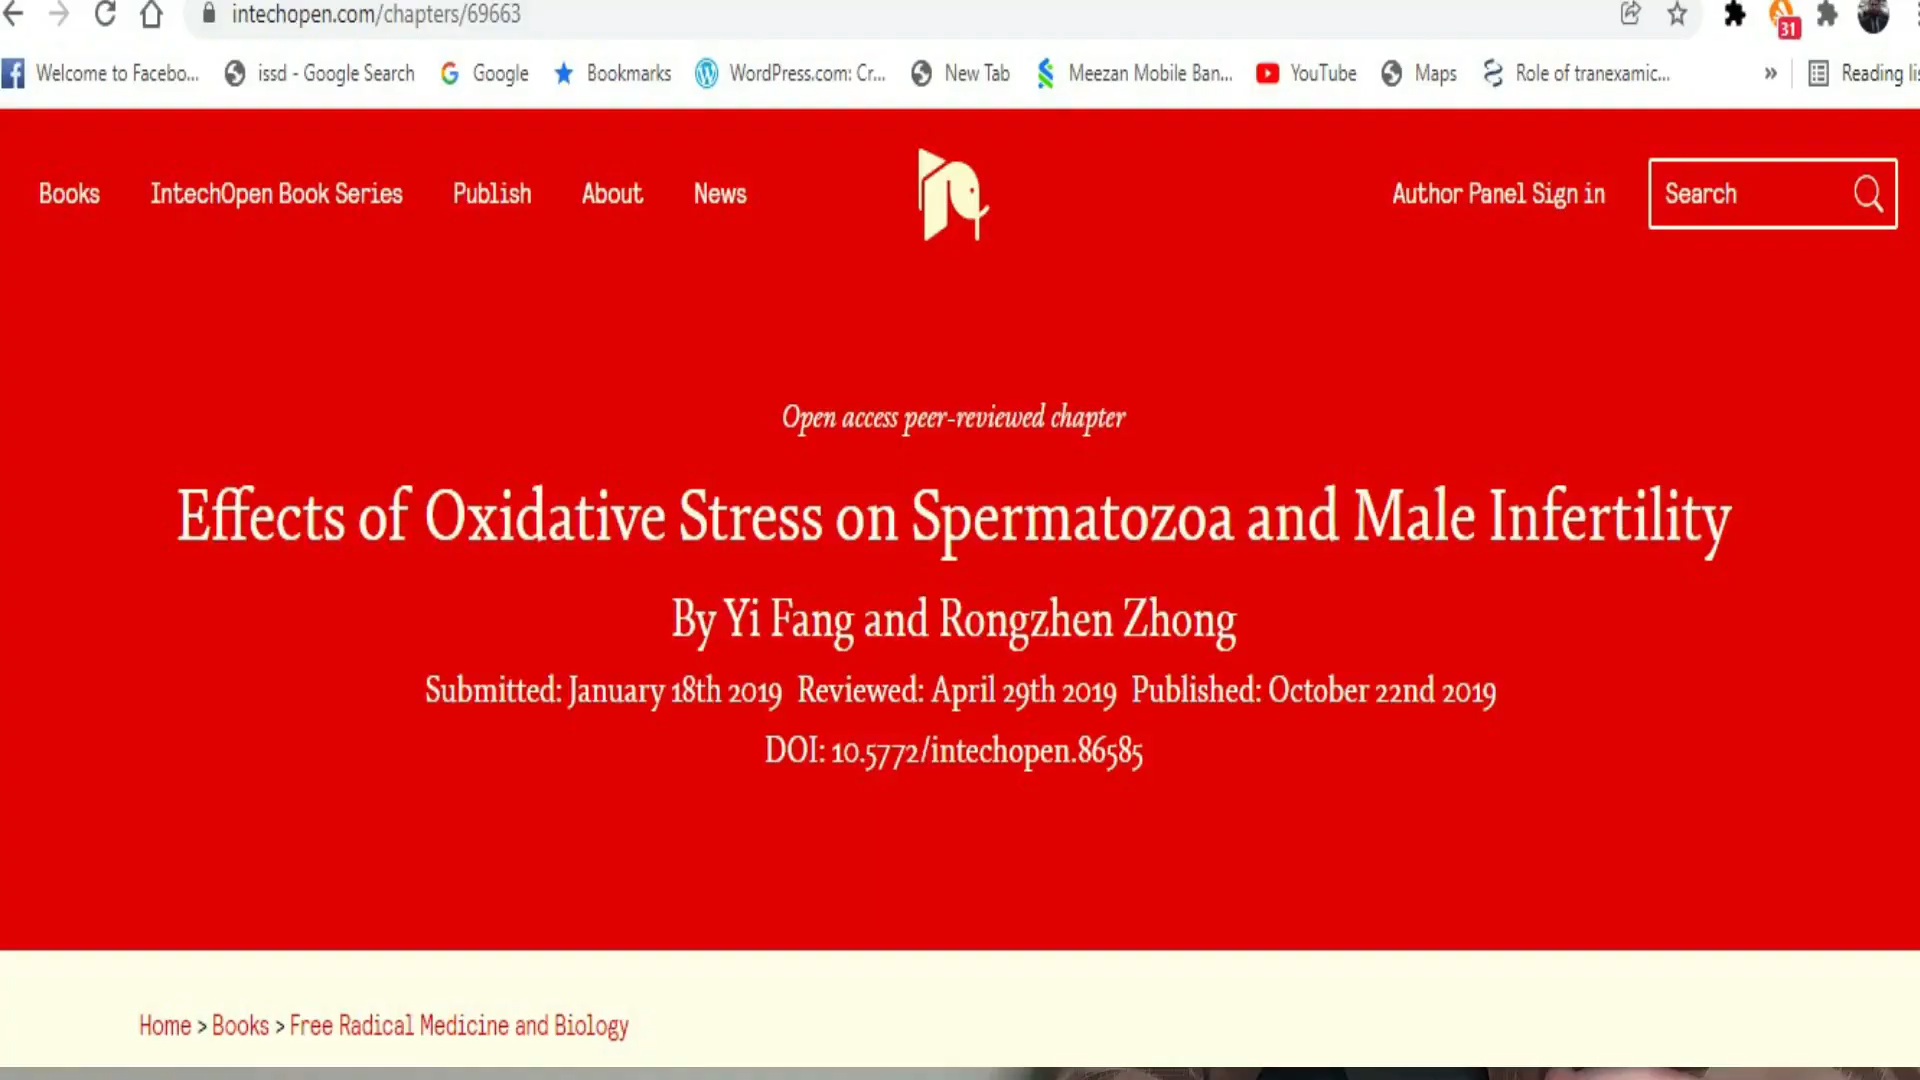 intechopen.com/chapters/69663
31
Welcome to Facebo... issd - Google Search Google Bookmarks WordPress.com: Cr... New Tab Meezan Mobile Ban... YouTube Maps Role of tranexamic... » Reading lis
Books IntechOpen Book Series Publish About News Author Panel Sign in Search
Open access peer-reviewed chapter
Effects of Oxidative Stress on Spermatozoa and Male Infertility
By Yi Fang and Rongzhen Zhong
Submitted: January 18th 2019 Reviewed: April 29th 2019 Published: October 22nd 2019
DOI: 10.5772/intechopen.86585
Home > Books > Free Radical Medicine and Biology